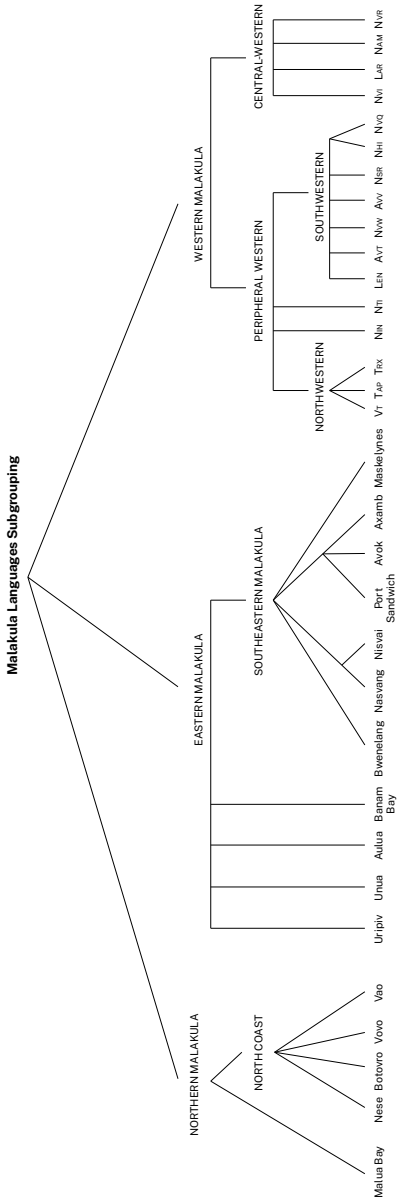 Malakula Languages Subgrouping
NORTHERN MALAKULA
EASTERN MALAKULA
WESTERN MALAKULA
NORTH COAST
SOUTHEASTERN MALAKULA
PERIPHERAL WESTERN
CENTRAL-WESTERN
NORTHWESTERN
SOUTHWESTERN
Malua Bay
Nese
Botovro
Vovo
Vao
Uripiv
Unua
Aulua
Banam
Bay
Bwenelang
Nasvang
Nisvai
Port
Sandwich
Avok
Axamb
Maskelynes
VT
TAP
TRX
NIN
NTI
LEN
AVT
NVW
AVV
NSR
NHI
NVQ
NVI
LAR
NAM
NVR